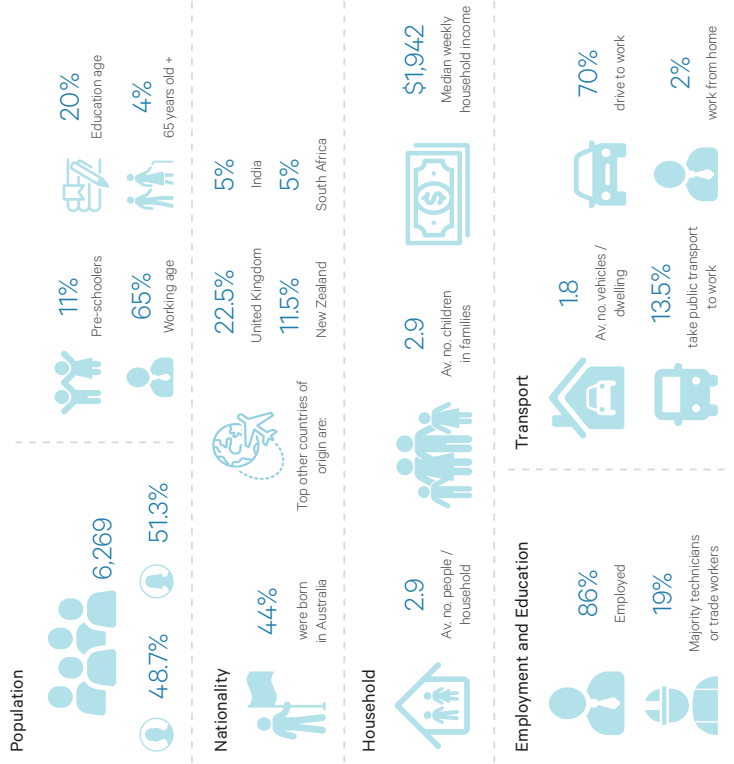 Population
6,269
48.7%
51.3%
11%
Pre-schoolers
20%
Education age
65%
Working age
4%
65 years old +
Nationality
44%
were born
in Australia
Top other countries of
origin are:
22.5%
United Kingdom
5%
India
11.5%
New Zealand
5%
South Africa
Household
2.9
Av. no. people /
household
2.9
Av. no. children
in families
$1,942
Median weekly
household income
Employment and Education
86%
Employed
19%
Majority technicians
or trade workers
Transport
1.8
Av. no. vehicles /
dwelling
70%
drive to work
13.5%
take public transport
to work
2%
work from home